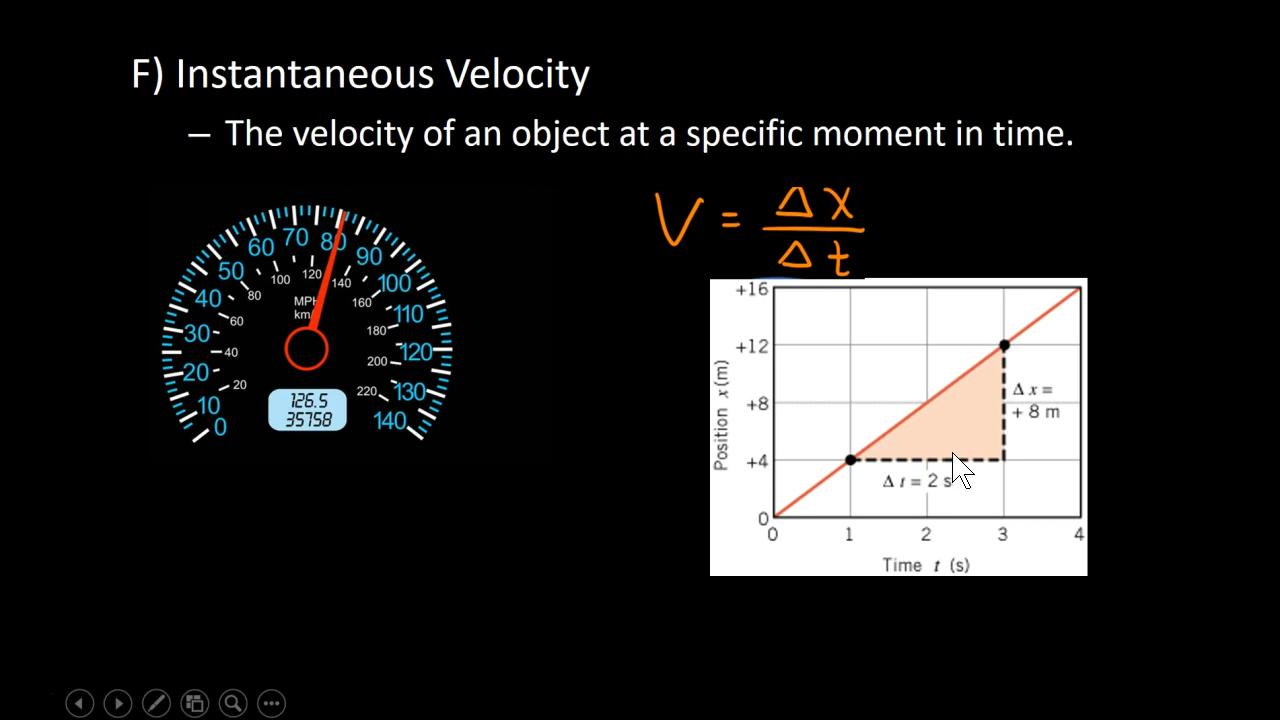 F) Instantaneous Velocity
– The velocity of an object at a specific moment in time.
V = Δx
Δt
0
10
20
30
40
50
60
70
80
90
100
110
120
130
140
20
40
60
80
100
120
140
160
180
200
220
MPH
km/
126.5
35758
Position x (m)
+16
+12
+8
+4
0
Δ x =
+ 8 m
Δ t = 2 s
0 1 2 3 4
Time t (s)